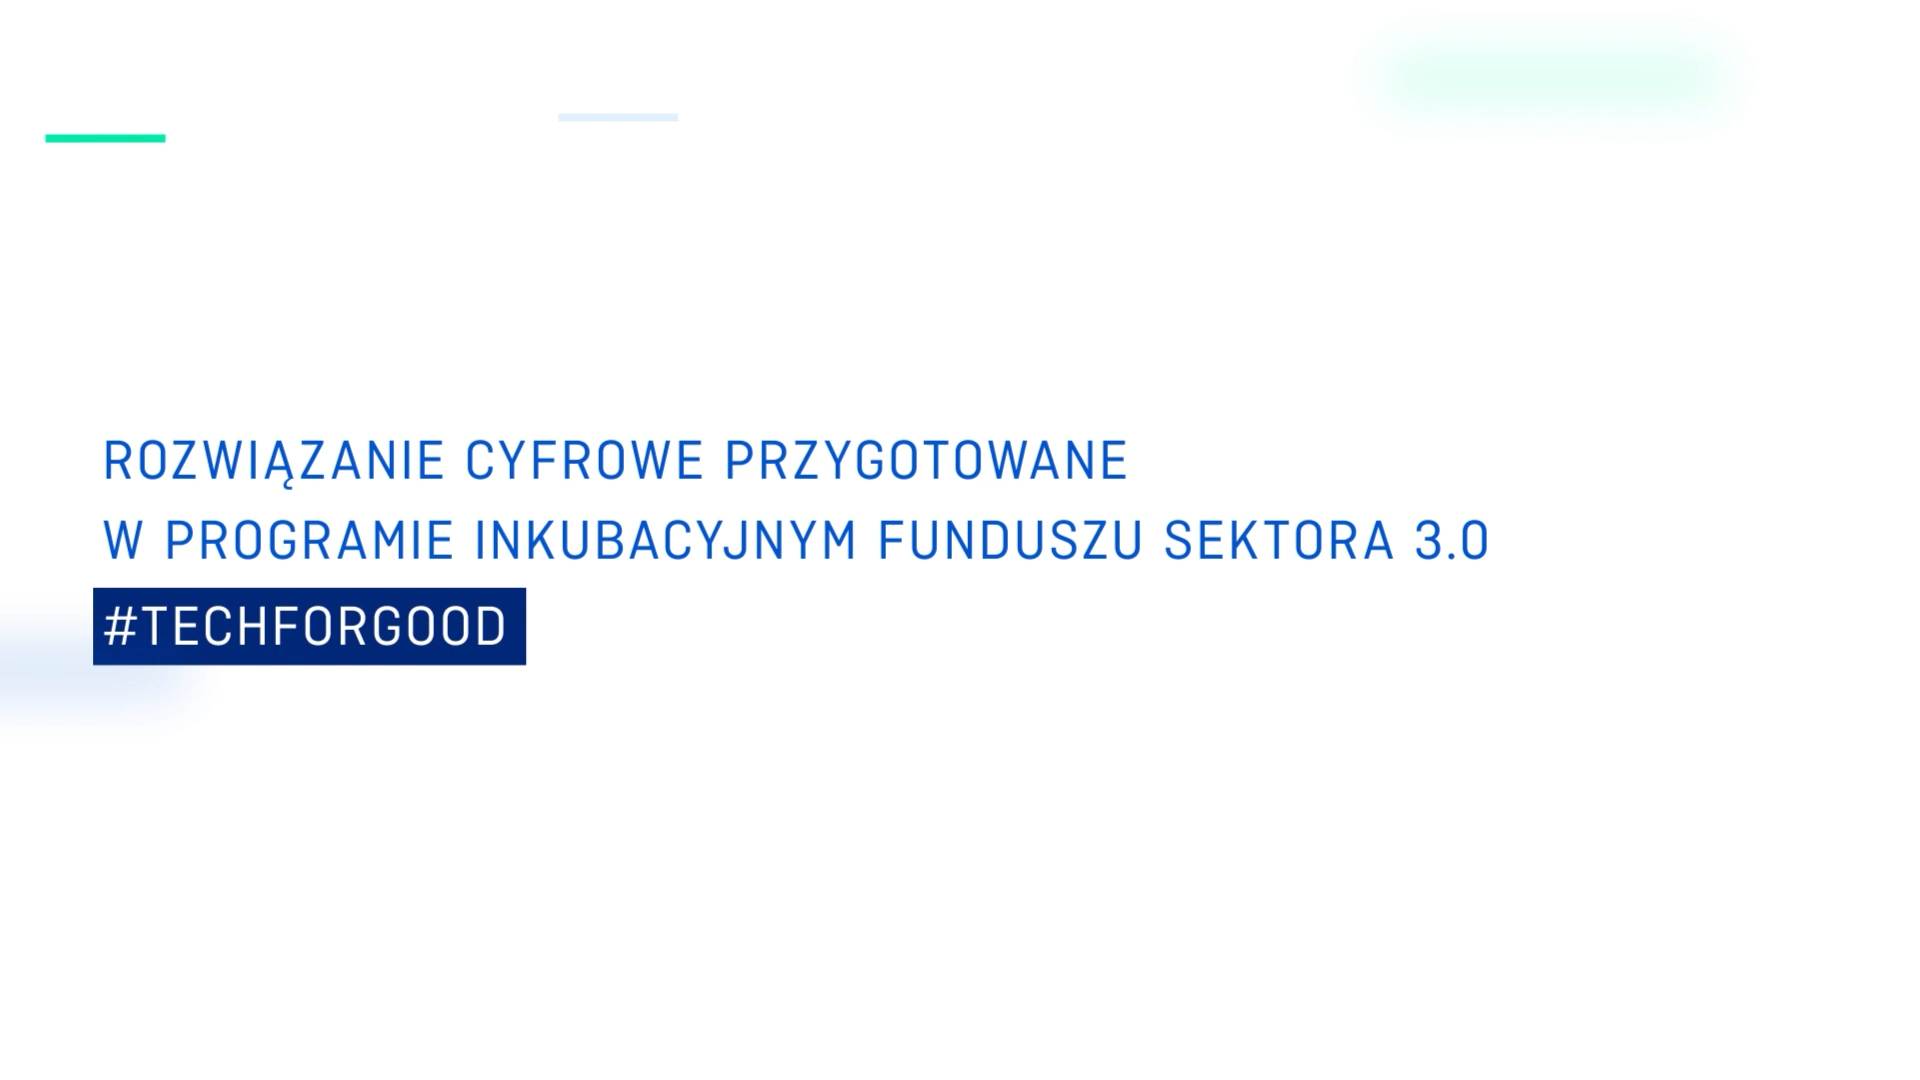 ROZWIĄZANIE CYFROWE PRZYGOTOWANE
W PROGRAMIE INKUBACYJNYM FUNDUSZU SEKTORA 3.0
#TECHFORGOOD